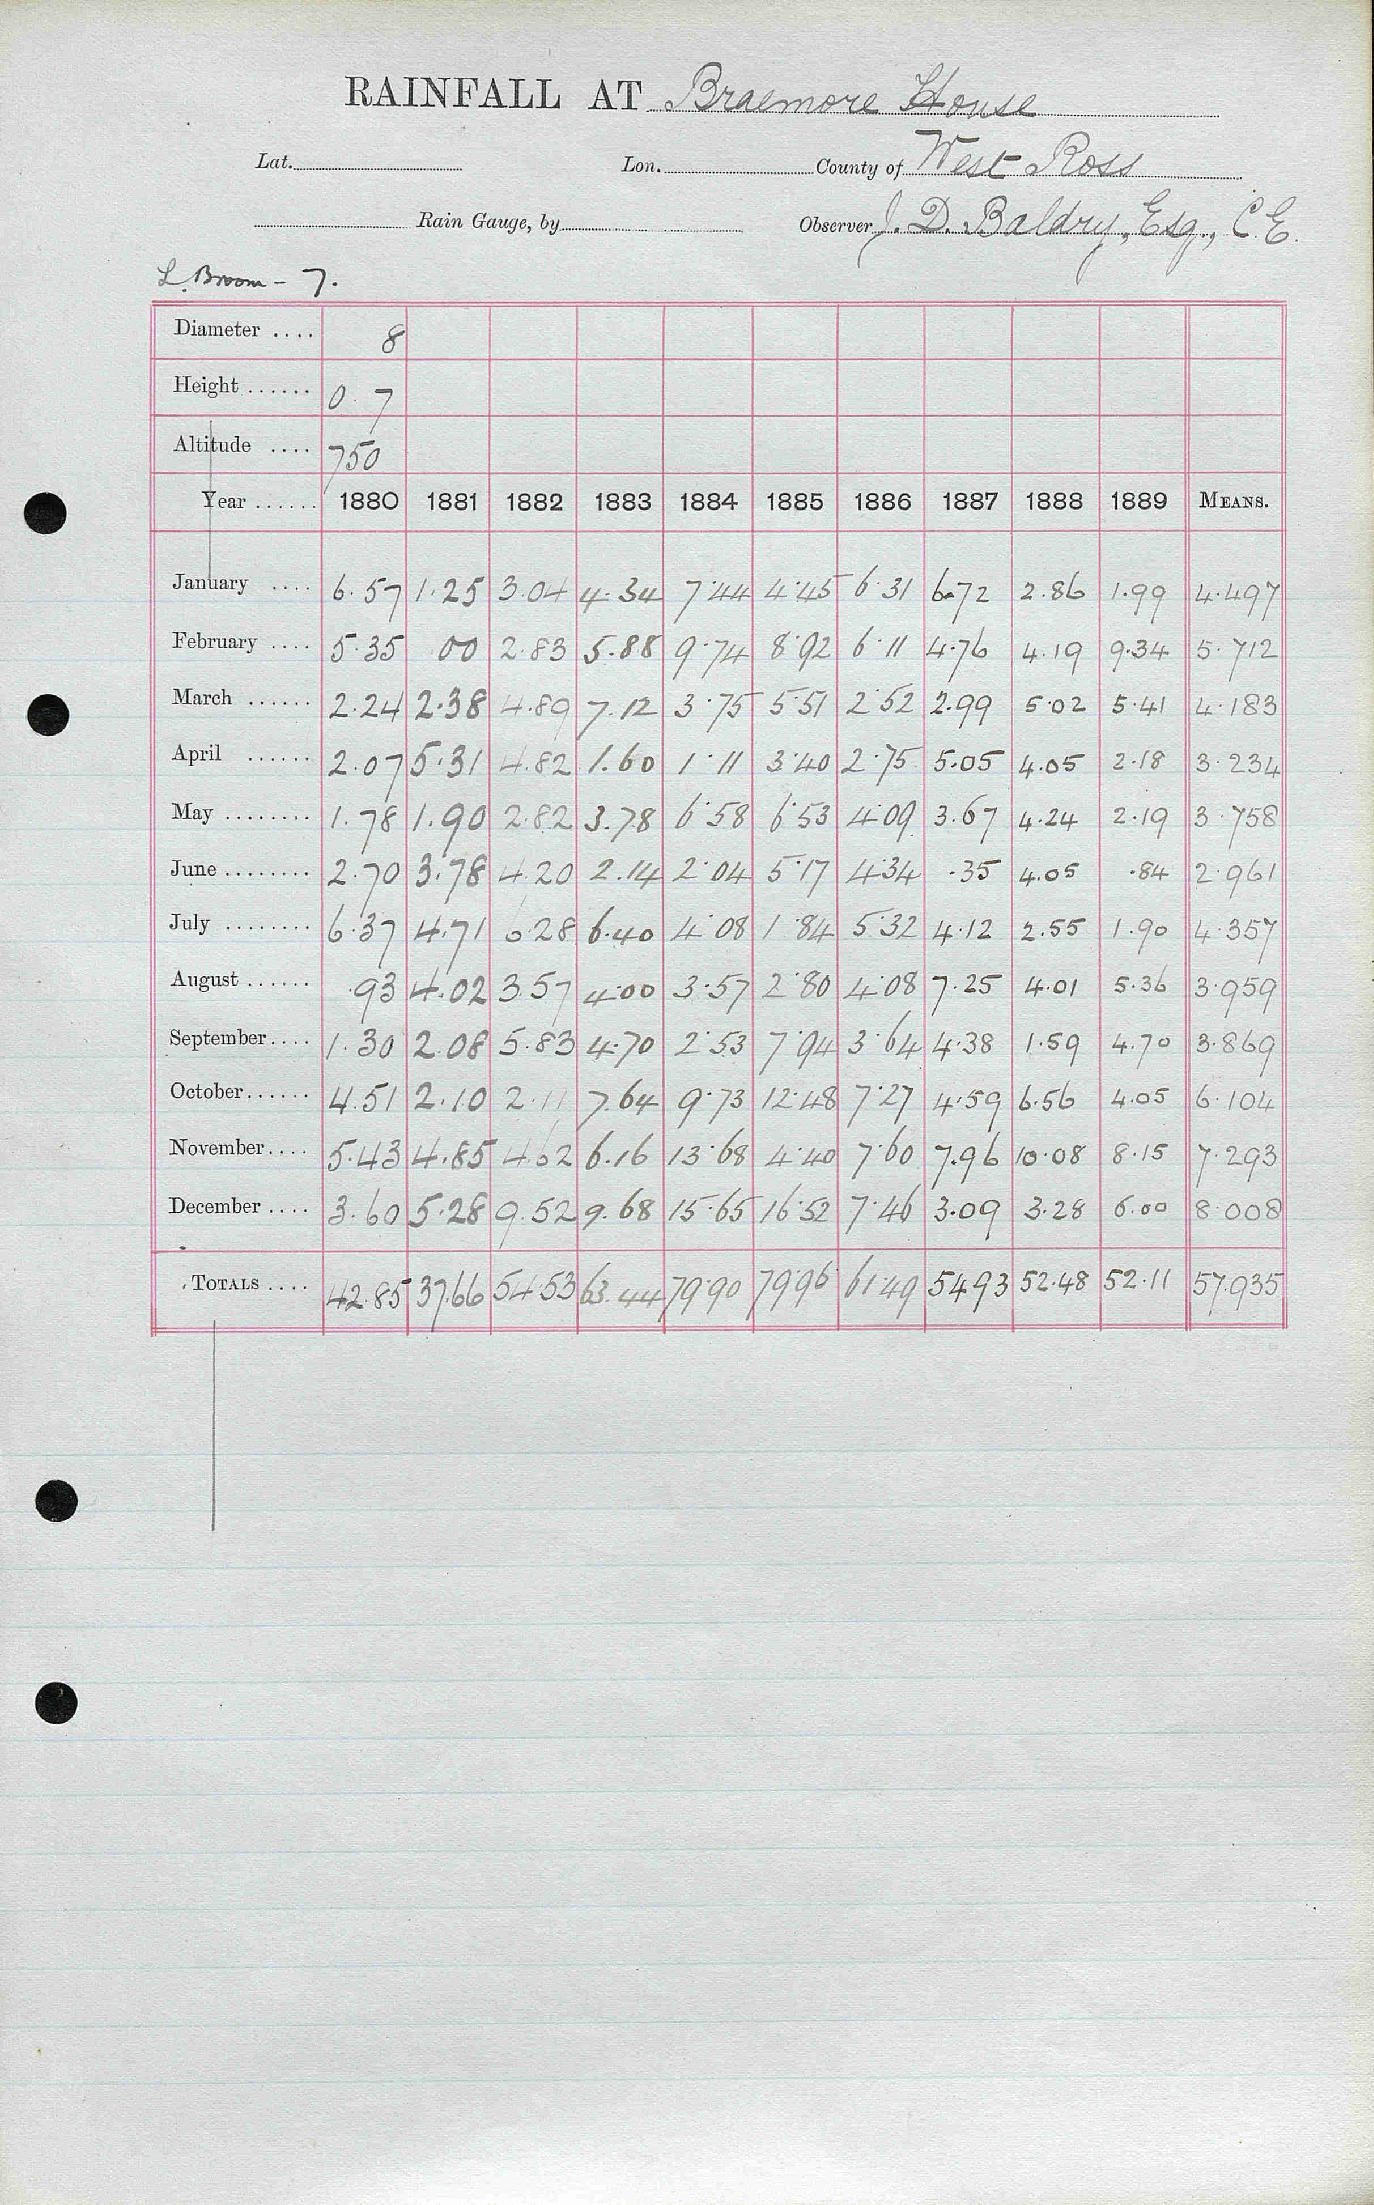 RAINFALL AT Braemore House
Lat. Lon. County of West Ross
Rain Gauge, by Observer J. D. Baldry, Esq., C.E.
L. Broom - 7.
Diameter .... 8
Height ...... 0. 7
Altitude .... 750
Year ...... 1880 1881 1882 1883 1884 1885 1886 1887 1888 1889 MEANS.
January .... 6.57 1.25 3.04 4.34 7.44 4.45 6.31 6.72 2.86 1.99 4.497
February .... 5.35 00 2.83 5.88 9.74 8.92 6.11 4.76 4.19 9.34 5.712
March ...... 2.24 2.38 4.89 7.12 3.75 5.51 2.52 2.99 5.02 5.41 4.183
April ...... 2.07 5.31 4.82 1.60 1.11 3.40 2.75 5.05 4.05 2.18 3.234
May ........ 1.78 1.90 2.82 3.78 6.58 6.53 4.09 3.67 4.24 2.19 3.758
June ........ 2.70 3.78 4.20 2.14 2.04 5.17 4.34 .35 4.05 .84 2.961
July ........ 6.37 4.71 6.28 6.40 4.08 1.84 5.32 4.12 2.55 1.90 4.357
August ...... .93 4.02 3.57 4.00 3.57 2.80 4.08 7.25 4.01 5.36 3.959
September .... 1.30 2.08 5.83 4.70 2.53 7.94 3.64 4.38 1.59 4.70 3.869
October ...... 4.51 2.10 2.11 7.64 9.73 12.48 7.27 4.59 6.56 4.05 6.104
November .... 5.43 4.85 4.62 6.16 13.68 4.40 7.60 7.96 10.08 8.15 7.293
December .... 3.60 5.28 9.52 9.68 15.65 16.52 7.46 3.09 3.28 6.00 8.008
TOTALS .... 42.85 37.66 54.53 63.44 79.90 79.96 61.49 54.93 52.48 52.11 57.935